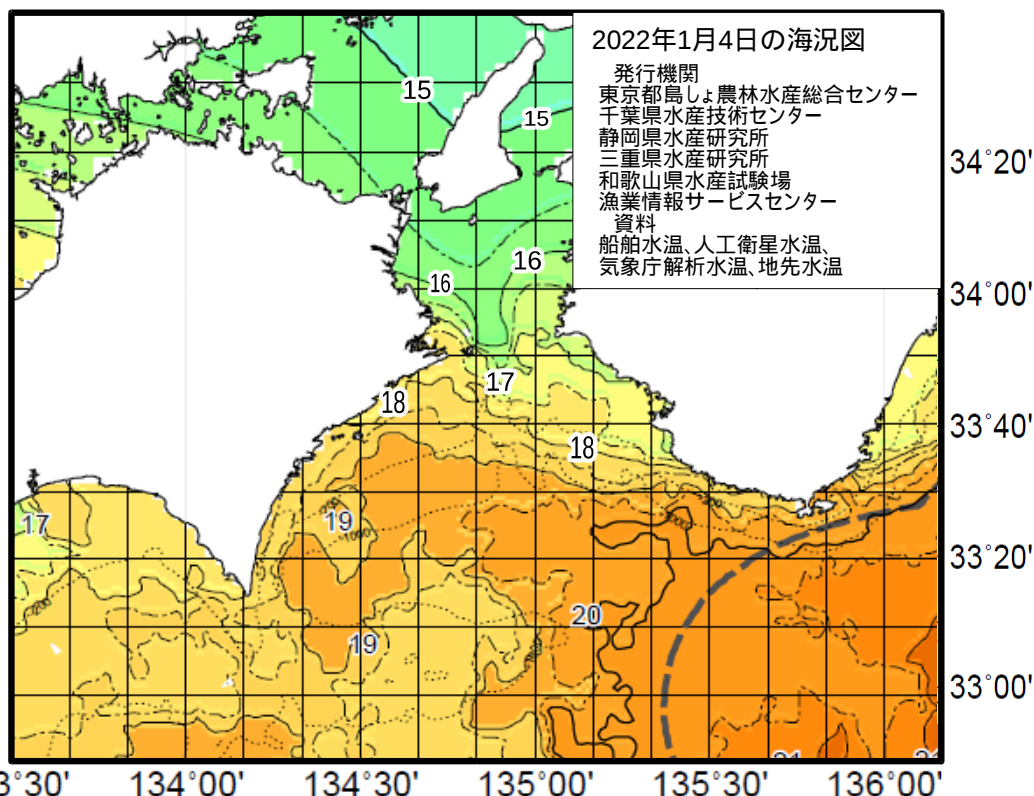 2022年1月4日の海況図
発行機関
東京都島しょ農林水産総合センター
千葉県水産技術センター
静岡県水産研究所
三重県水産研究所
和歌山県水産試験場
漁業情報サービスセンター
資料
船舶水温、人工衛星水温、
気象庁解析水温、地先水温
15
15
34°20'
16
16
34°00'
17
18
18
33°40'
17
19
1000
33°20'
20
19
33°00'
3°30'
134°00'
134°30'
135°00'
135°30'
136°00'